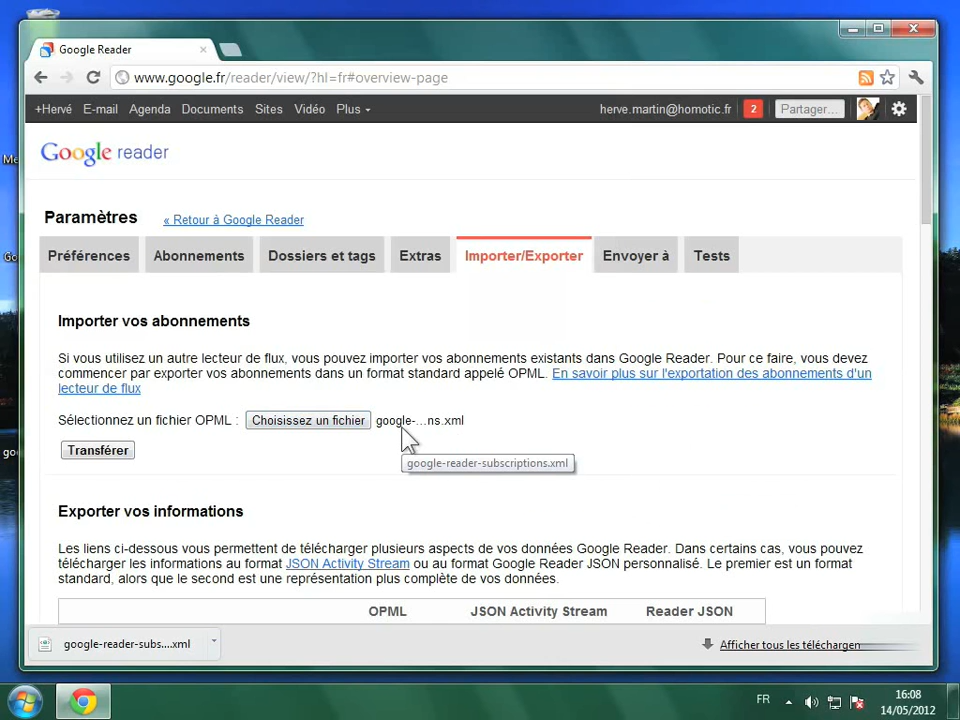 Google Reader
www.google.fr/reader/view/?hl=fr#overview-page
+Hervé E-mail Agenda Documents Sites Vidéo Plus
herve.martin@homotic.fr 2 Partager...
Google reader
Paramètres « Retour à Google Reader
Préférences Abonnements Dossiers et tags Extras Importer/Exporter Envoyer à Tests
Importer vos abonnements
Si vous utilisez un autre lecteur de flux, vous pouvez importer vos abonnements existants dans Google Reader. Pour ce faire, vous devez
commencer par exporter vos abonnements dans un format standard appelé OPML. En savoir plus sur l'exportation des abonnements d'un
lecteur de flux
Sélectionnez un fichier OPML : Choisissez un fichier google-...ns.xml
Transférer
google-reader-subscriptions.xml
Exporter vos informations
Les liens ci-dessous vous permettent de télécharger plusieurs aspects de vos données Google Reader. Dans certains cas, vous pouvez
télécharger les informations au format JSON Activity Stream ou au format Google Reader JSON personnalisé. Le premier est un format
standard, alors que le second est une représentation plus complète de vos données.
OPML JSON Activity Stream Reader JSON
google-reader-subs....xml
Afficher tous les téléchargen
FR
16:08
14/05/2012